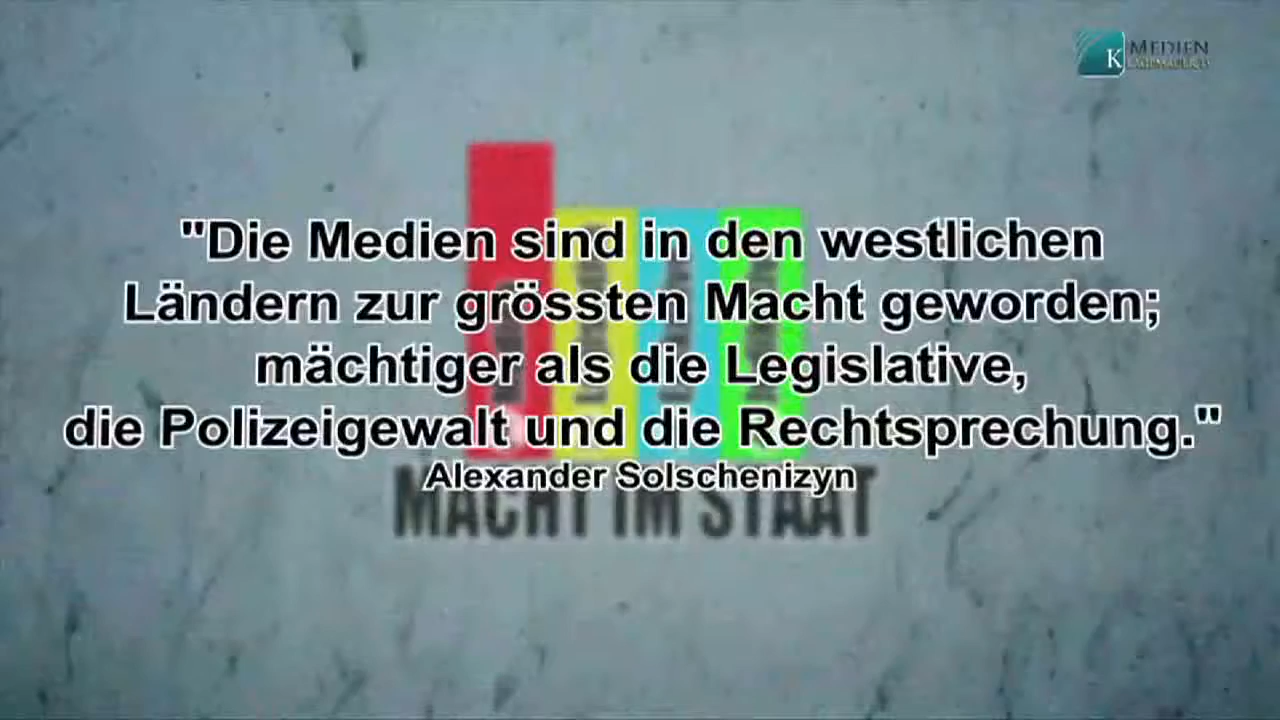 K MEDIEN
"Die Medien sind in den westlichen
Ländern zur grössten Macht geworden;
mächtiger als die Legislative,
die Polizeigewalt und die Rechtsprechung."
Alexander Solschenizyn
MACHT IM STAAT